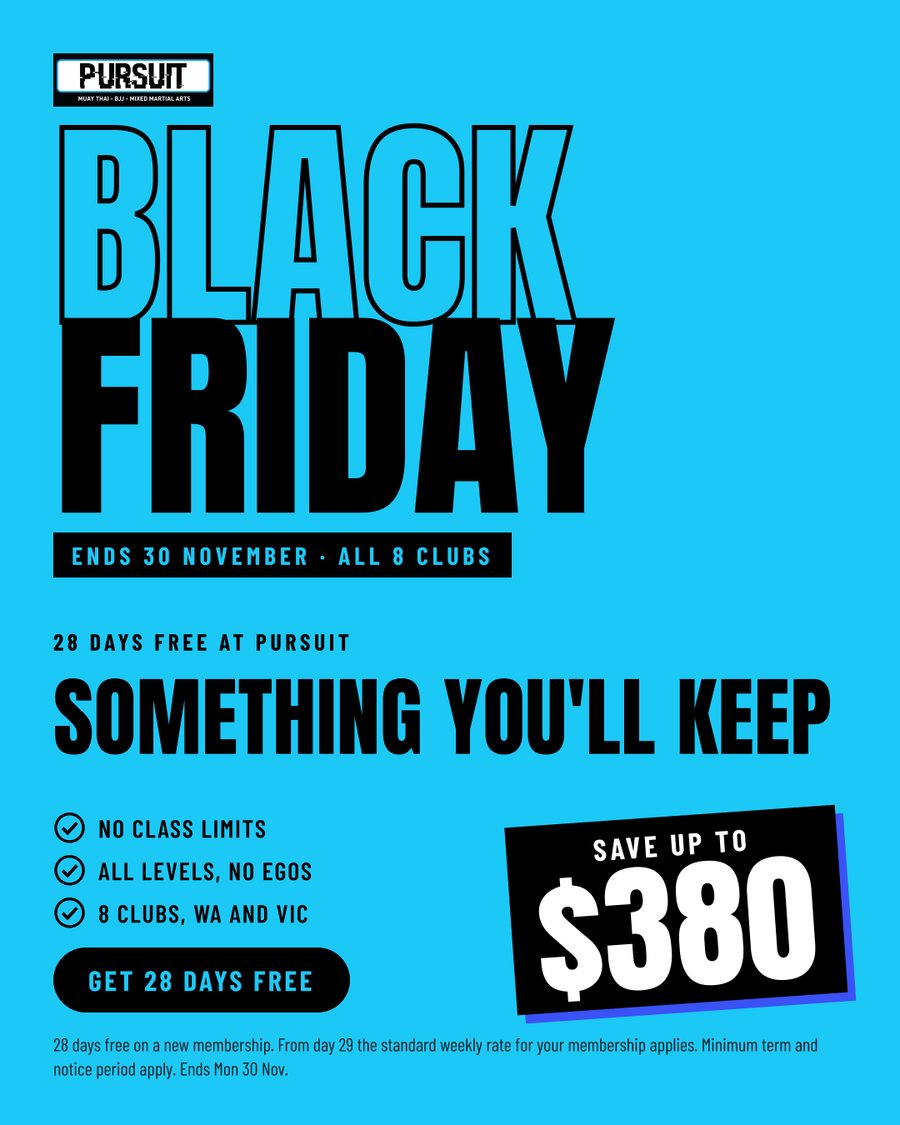 PURSUIT
MUAY THAI • BJJ • MIXED MARTIAL ARTS
BLACK
FRIDAY
ENDS 30 NOVEMBER · ALL 8 CLUBS
28 DAYS FREE AT PURSUIT
SOMETHING YOU'LL KEEP
NO CLASS LIMITS
ALL LEVELS, NO EGOS
8 CLUBS, WA AND VIC
GET 28 DAYS FREE
SAVE UP TO
$380
28 days free on a new membership. From day 29 the standard weekly rate for your membership applies. Minimum term and
notice period apply. Ends Mon 30 Nov.